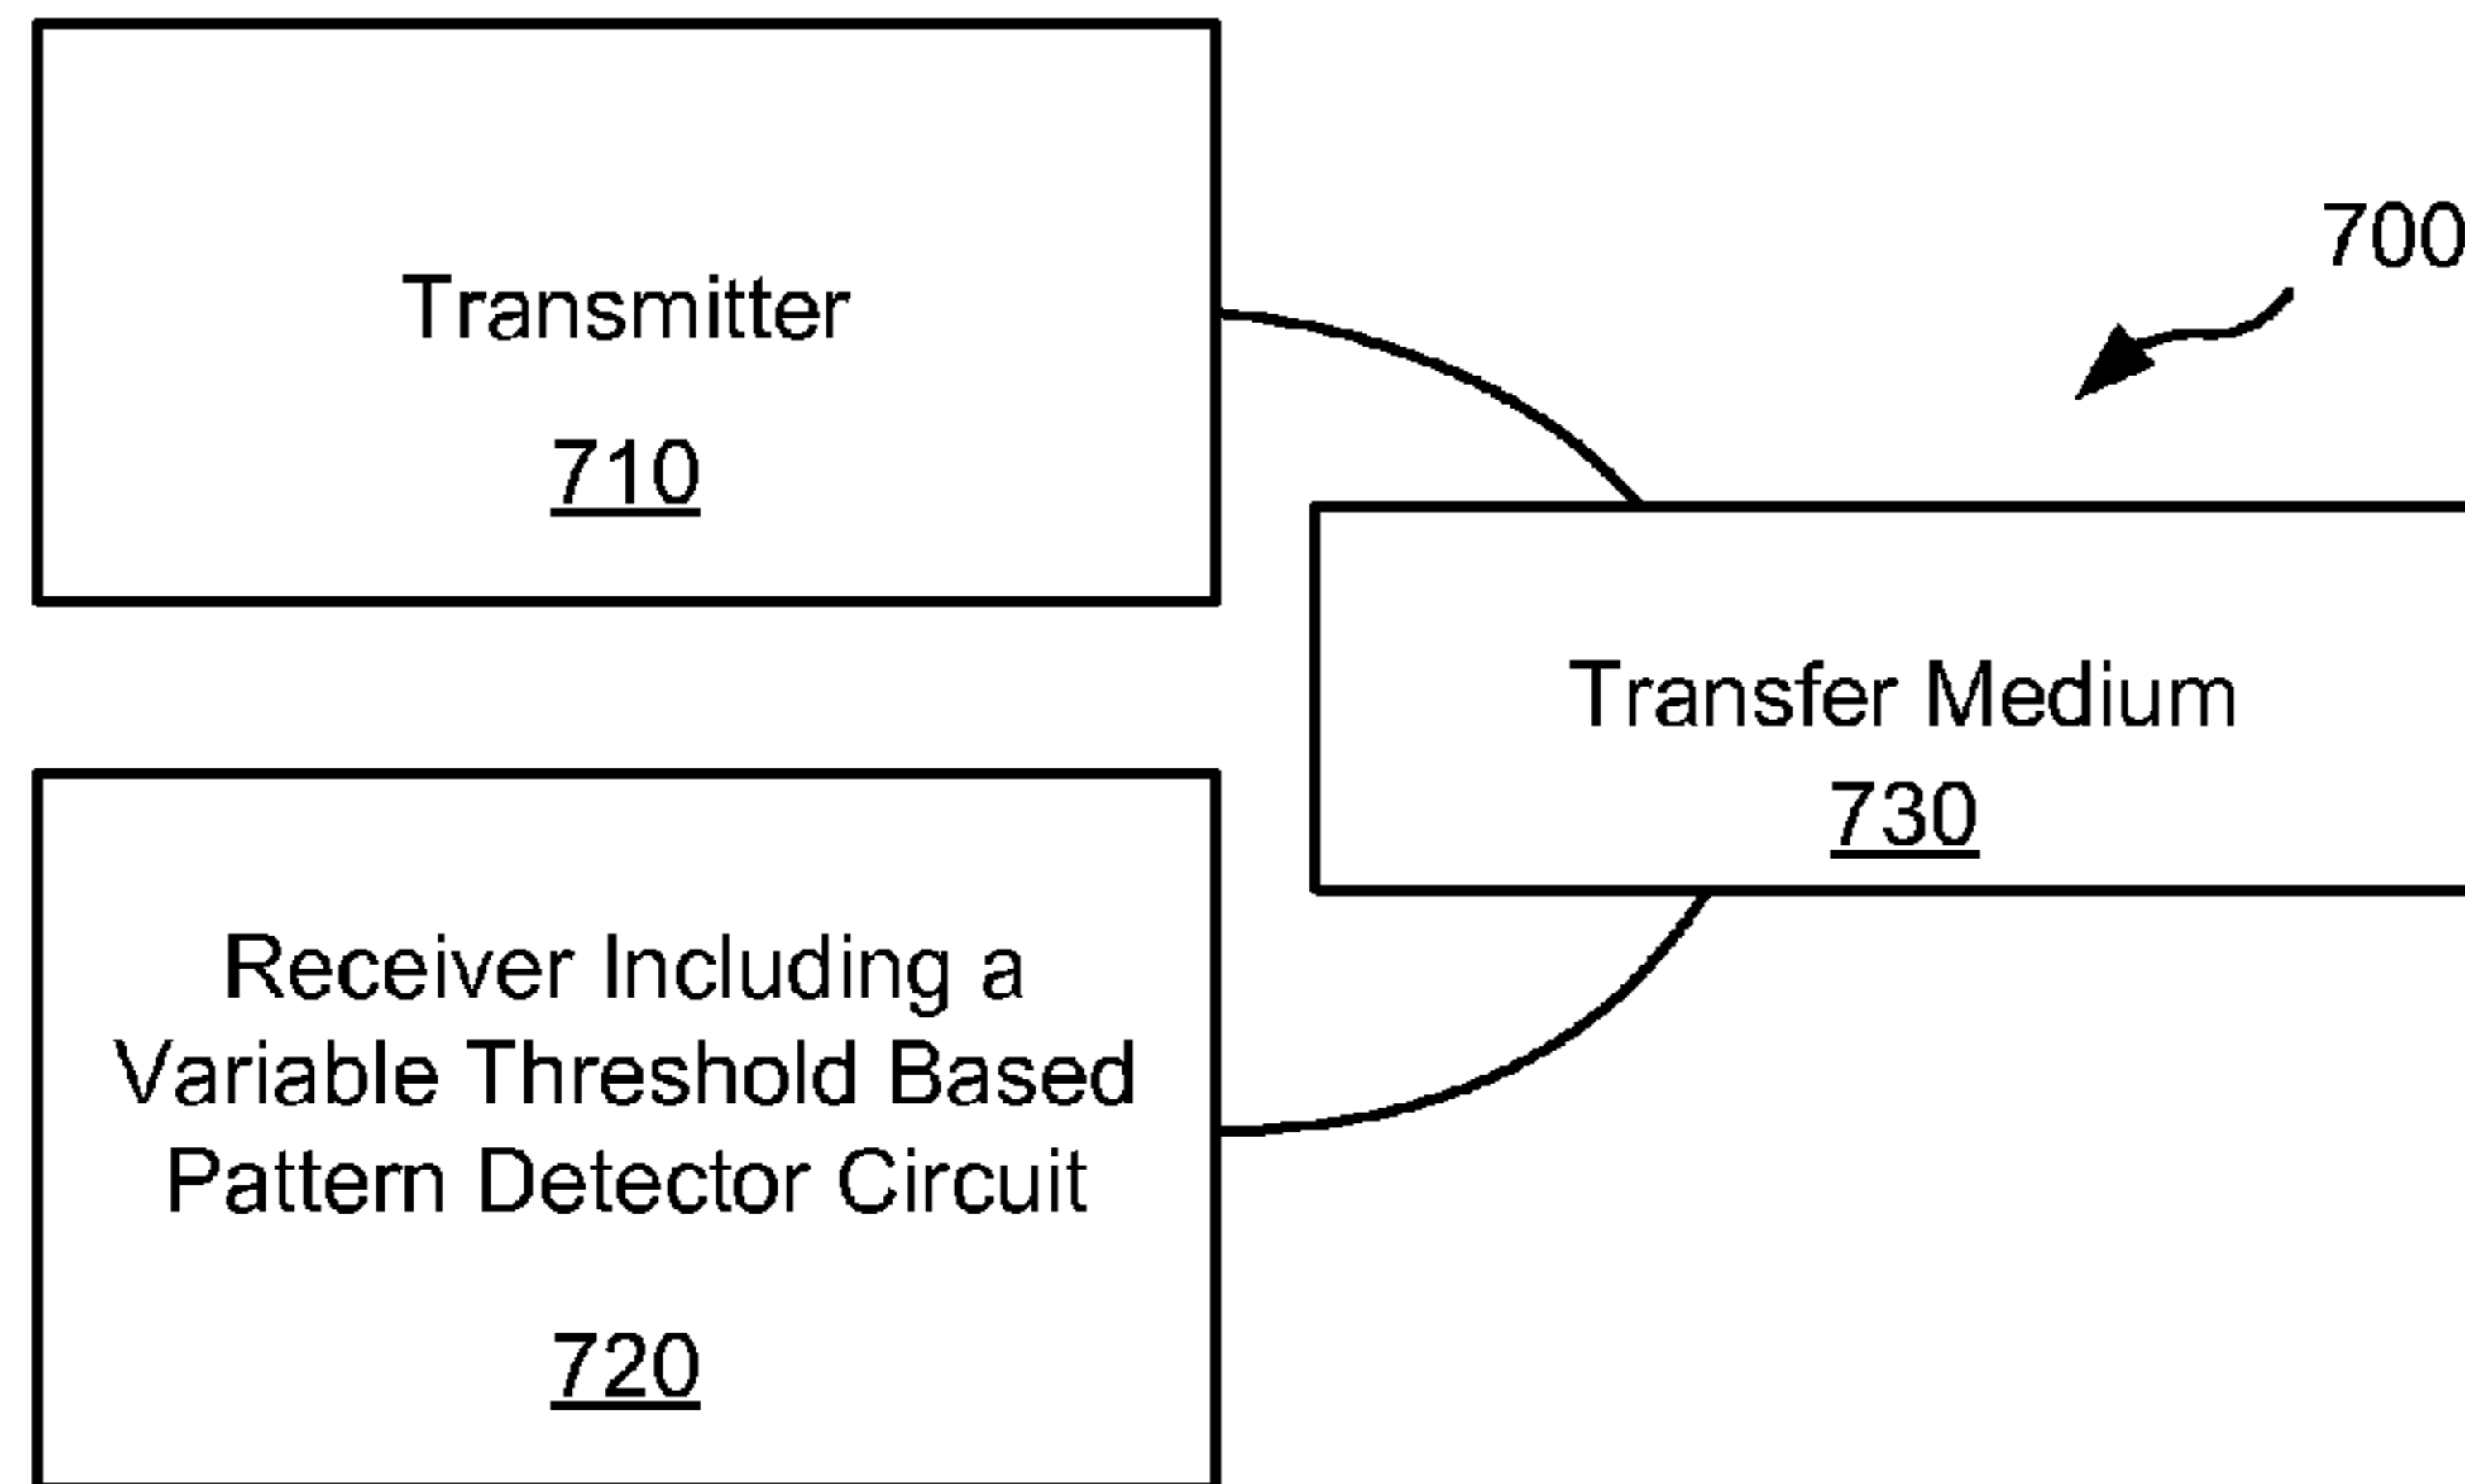 Transmitter
710
700
Transfer Medium
730
Receiver Including a
Variable Threshold Based
Pattern Detector Circuit
720